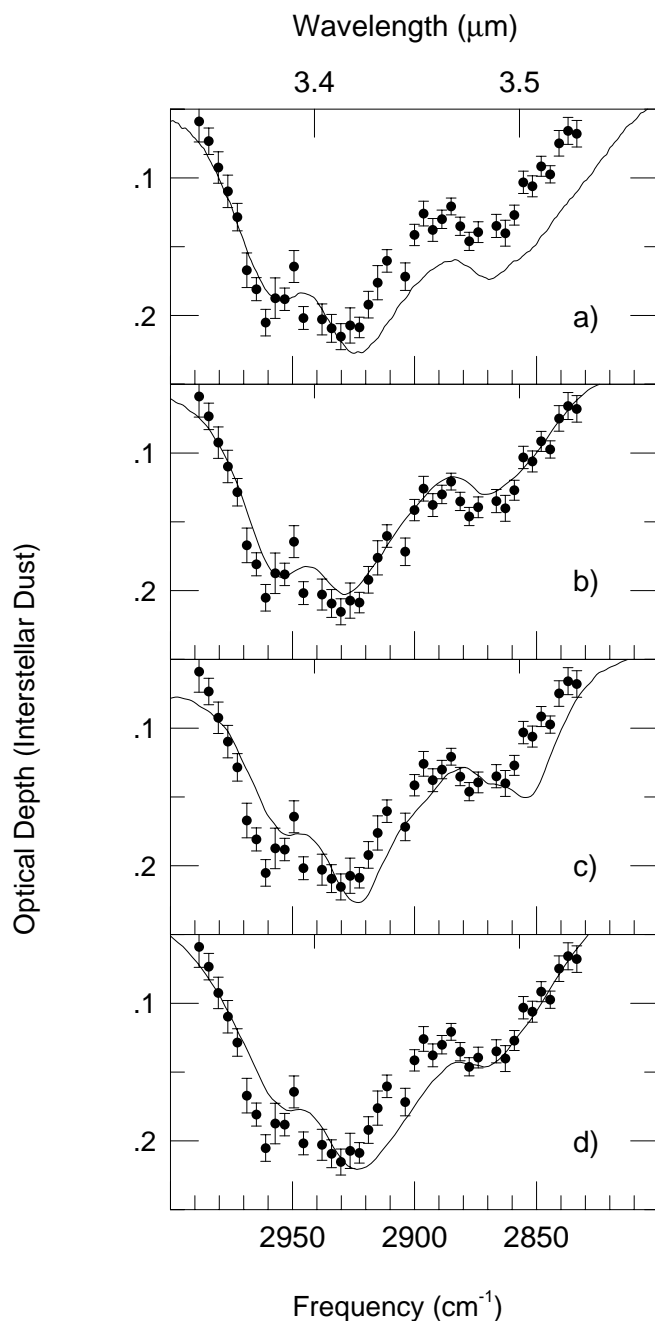 Wavelength (μm)
3.4 3.5
.1
.2
a)
.1
.2
b)
.1
.2
c)
.1
.2
d)
Optical Depth (Interstellar Dust)
2950 2900 2850
Frequency (cm⁻¹)